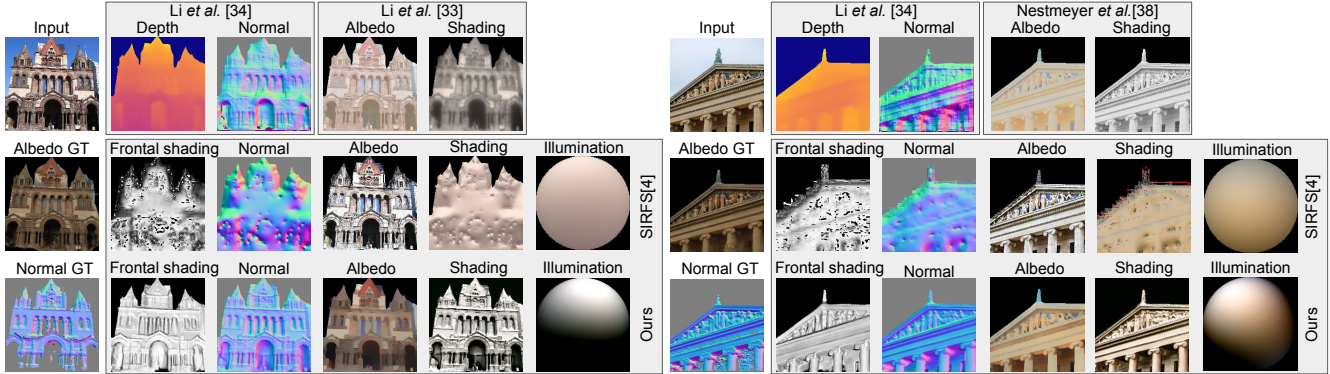 Li et al. [34] Li et al. [33]
Input Depth Normal Albedo Shading
Albedo GT Frontal shading Normal Albedo Shading Illumination
SIRFS[4]
Normal GT Frontal shading Normal Albedo Shading Illumination
Ours
Li et al. [34] Nestmeyer et al.[38]
Input Depth Normal Albedo Shading
Albedo GT Frontal shading Normal Albedo Shading Illumination
SIRFS[4]
Normal GT Frontal shading Normal Albedo Shading Illumination
Ours